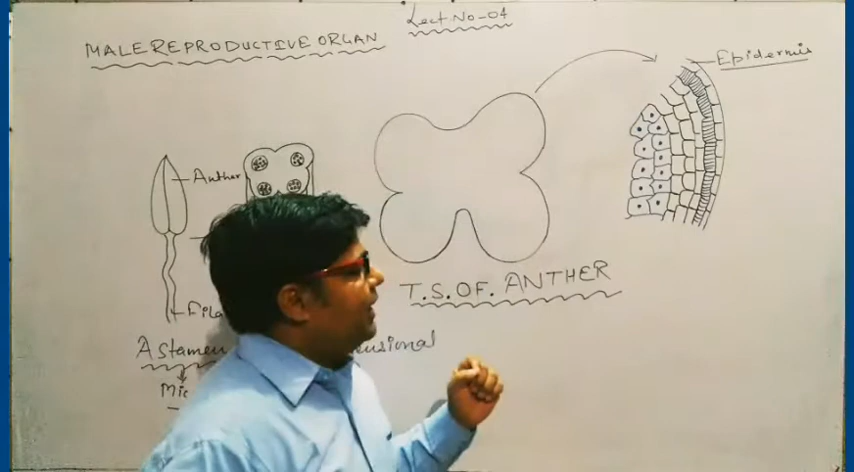 Lect No-04
MALE REPRODUCTIVE ORGAN
Epidermis
Anther
T.S. OF. ANTHER
A stamen